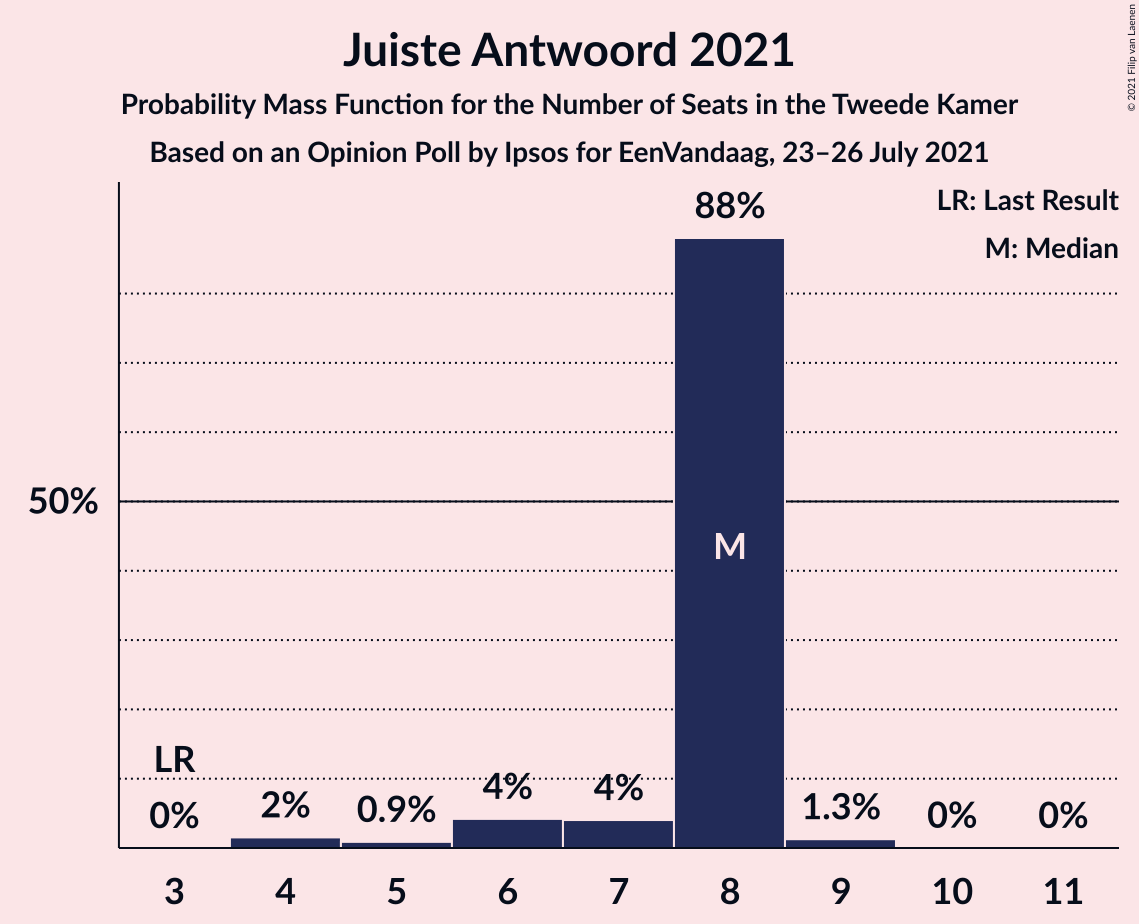 Juiste Antwoord 2021
Probability Mass Function for the Number of Seats in the Tweede Kamer
Based on an Opinion Poll by Ipsos for EenVandaag, 23–26 July 2021
© 2021 Filip van Laenen
LR: Last Result
M: Median
88%
50%
M
LR
0%
2%
0.9%
4%
4%
1.3%
0%
0%
3 4 5 6 7 8 9 10 11